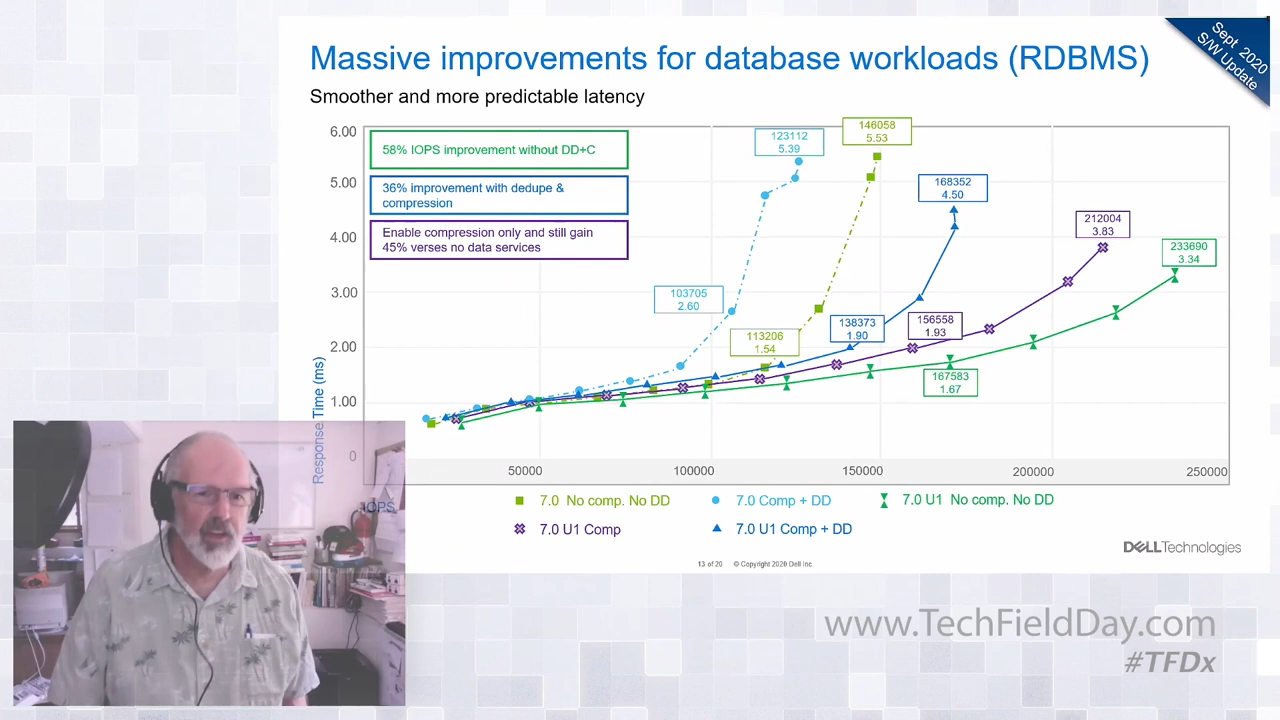 Massive improvements for database workloads (RDBMS)
Sept 2020
S/W Update
Smoother and more predictable latency
58% IOPS improvement without DD+C
36% improvement with dedupe &
compression
Enable compression only and still gain
45% verses no data services
6.00
5.00
4.00
3.00
2.00
1.00
0
Response Time (ms)
123112
5.39
146058
5.53
168352
4.50
212004
3.83
233690
3.34
103705
2.60
113206
1.54
138373
1.90
156558
1.93
167583
1.67
50000
100000
150000
200000
250000
IOPS
7.0 No comp. No DD
7.0 Comp + DD
7.0 U1 No comp. No DD
7.0 U1 Comp
7.0 U1 Comp + DD
DELLTechnologies
13 of 20 © Copyright 2020 Dell Inc.
www.TechFieldDay.com
#TFDx